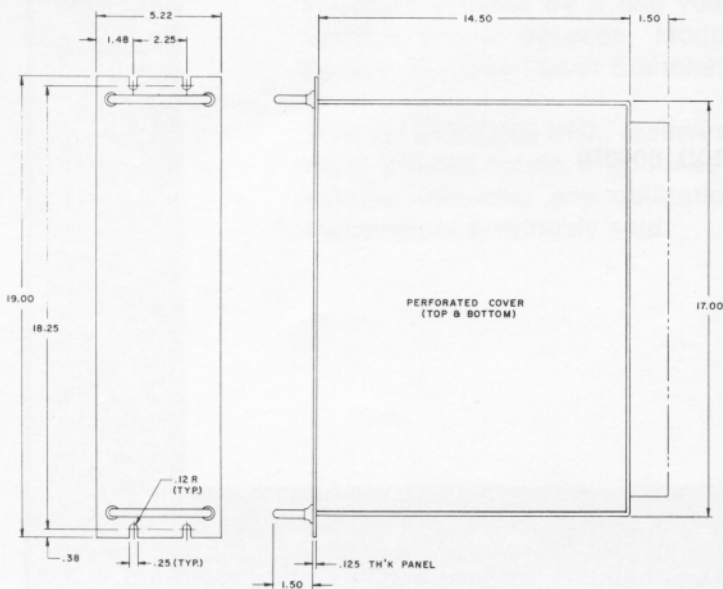 5.22
14.50
1.50
1.48
2.25
19.00
18.25
17.00
PERFORATED COVER
(TOP & BOTTOM)
.12 R
(TYP.)
.38
.25 (TYP.)
.125 TH'K PANEL
1.50